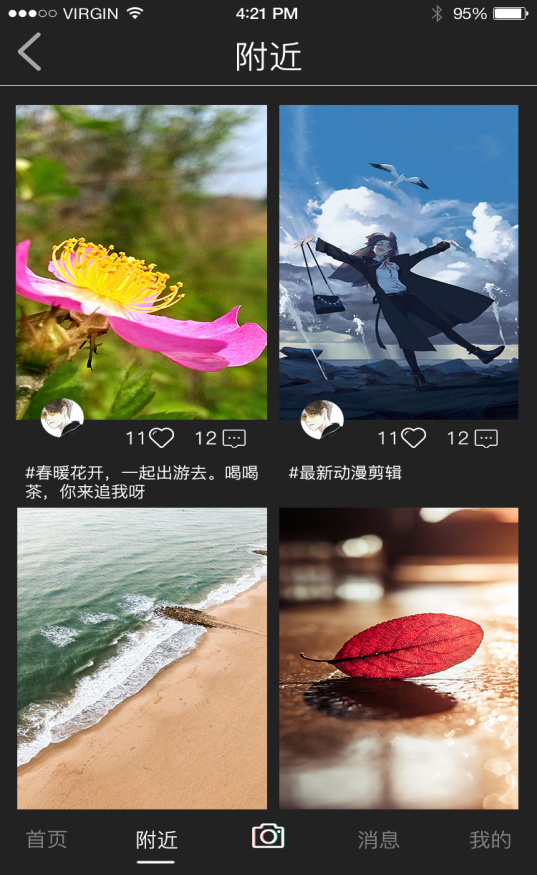 VIRGIN 4:21 PM 95%
附近
11 12 11 12
#春暖花开，一起出游去。喝喝
茶，你来追我呀
#最新动漫剪辑
首页 附近 消息 我的